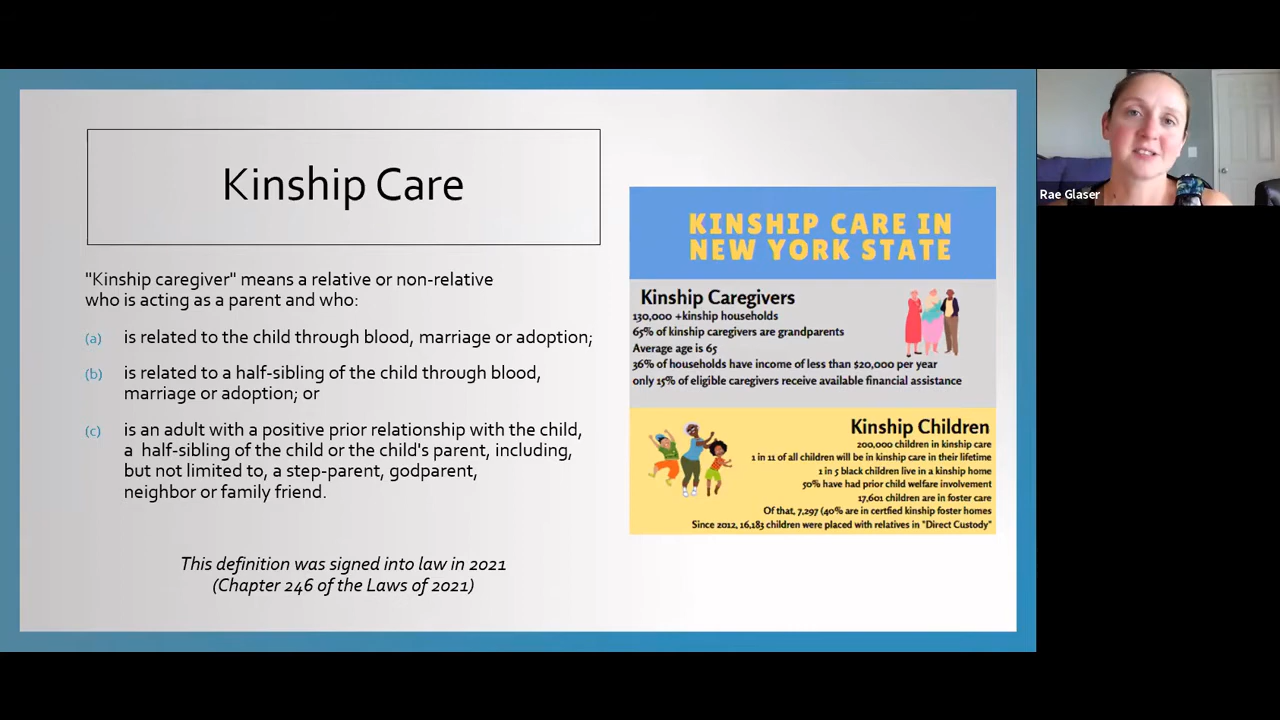 Kinship Care
"Kinship caregiver" means a relative or non-relative
who is acting as a parent and who:
(a) is related to the child through blood, marriage or adoption;
(b) is related to a half-sibling of the child through blood,
marriage or adoption; or
(c) is an adult with a positive prior relationship with the child,
a half-sibling of the child or the child's parent, including,
but not limited to, a step-parent, godparent,
neighbor or family friend.
This definition was signed into law in 2021
(Chapter 246 of the Laws of 2021)
KINSHIP CARE IN
NEW YORK STATE
Kinship Caregivers
130,000 +kinship households
65% of kinship caregivers are grandparents
Average age is 65
36% of households have income of less than $20,000 per year
only 15% of eligible caregivers receive available financial assistance
Kinship Children
200,000 children in kinship care
1 in 11 of all children will be in kinship care in their lifetime
1 in 5 black children live in a kinship home
50% have had prior child welfare involvement
17,601 children are in foster care
Of that, 7,297 (40% are in certfied kinship foster homes
Since 2012, 16,183 children were placed with relatives in "Direct Custody"
Rae Glaser